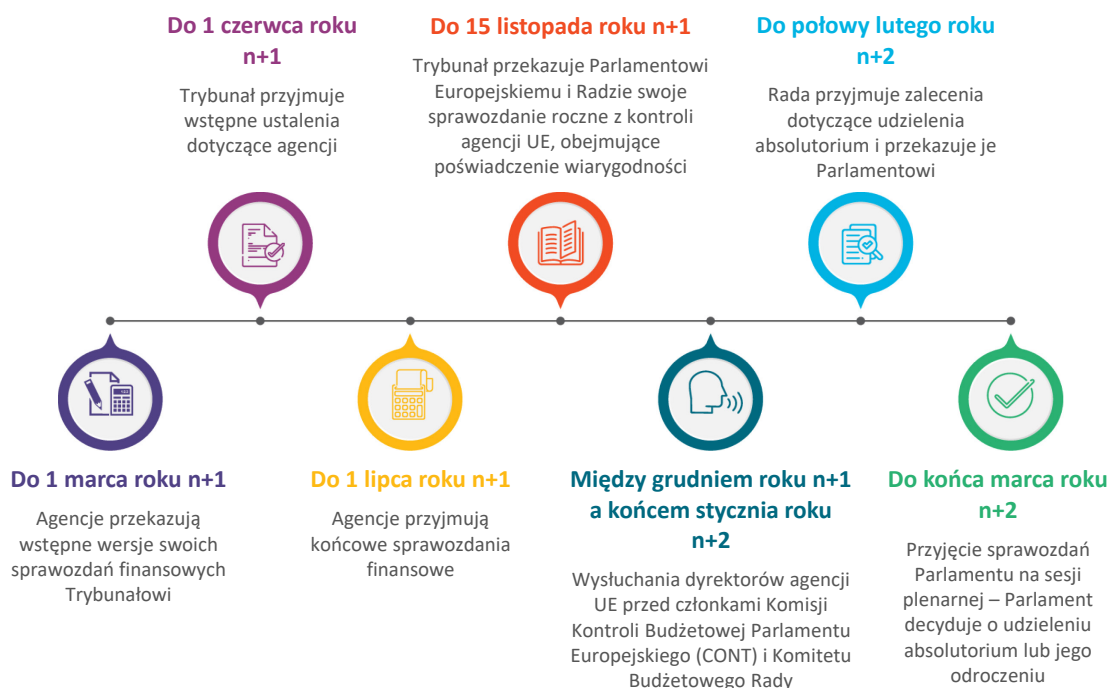 Do 1 czerwca roku
n+1
Trybunał przyjmuje
wstępne ustalenia
dotyczące agencji
Do 15 listopada roku n+1
Trybunał przekazuje Parlamentowi
Europejskiemu i Radzie swoje
sprawozdanie roczne z kontroli
agencji UE, obejmujące
poświadczenie wiarygodności
Do połowy lutego roku
n+2
Rada przyjmuje zalecenia
dotyczące udzielenia
absolutorium i przekazuje je
Parlamentowi
Do 1 marca roku n+1
Agencje przekazują
wstępne wersje swoich
sprawozdań finansowych
Trybunałowi
Do 1 lipca roku n+1
Agencje przyjmują
końcowe sprawozdania
finansowe
Między grudniem roku n+1
a końcem stycznia roku
n+2
Wysłuchania dyrektorów agencji
UE przed członkami Komisji
Kontroli Budżetowej Parlamentu
Europejskiego (CONT) i Komitetu
Budżetowego Rady
Do końca marca roku
n+2
Przyjęcie sprawozdań
Parlamentu na sesji
plenarnej – Parlament
decyduje o udzieleniu
absolutorium lub jego
odroczeniu